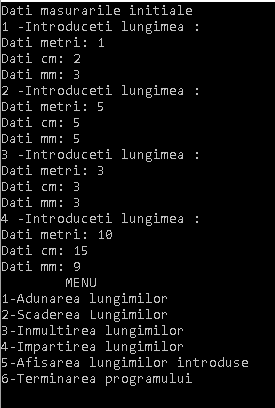 Dati masurarile initiale
1 -Introduceti lungimea :
Dati metri: 1
Dati cm: 2
Dati mm: 3
2 -Introduceti lungimea :
Dati metri: 5
Dati cm: 5
Dati mm: 5
3 -Introduceti lungimea :
Dati metri: 3
Dati cm: 3
Dati mm: 3
4 -Introduceti lungimea :
Dati metri: 10
Dati cm: 15
Dati mm: 9
MENU
1-Adunarea lungimilor
2-Scaderea Lungimilor
3-Inmultirea lungimilor
4-Impartirea lungimilor
5-Afisarea lungimilor introduse
6-Terminarea programului